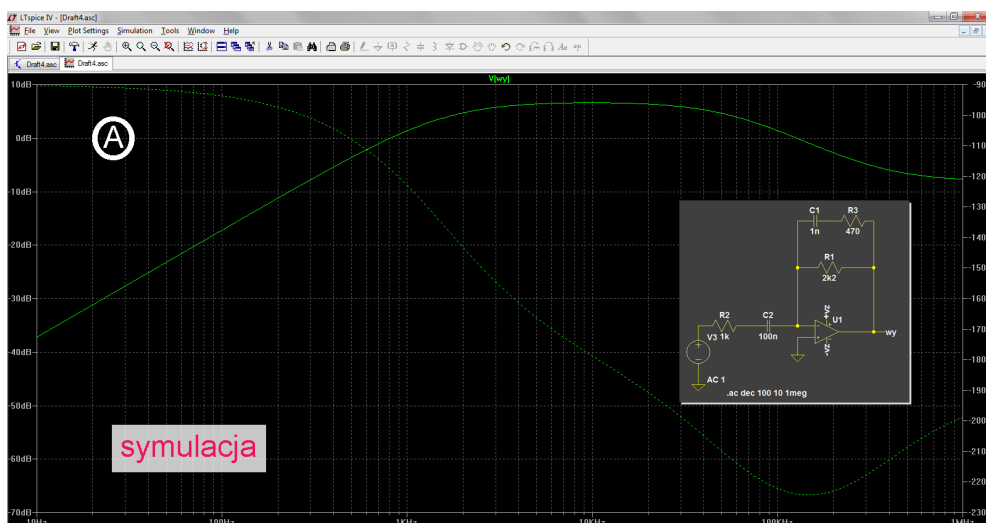 LTspice IV - [Draft4.asc]
File View Plot Settings Simulation Tools Window Help
Draft4.asc Draft4.asc
V(wy)
10dB
0dB
-10dB
-20dB
-30dB
-40dB
-50dB
-60dB
-70dB
-90
-100
-110
-120
-130
-140
-150
-160
-170
-180
-190
-200
-210
-220
-230
A
C1 R3
1n 470
R1
2k2
U1
R2 C2
wy
V3 1k 100n
AC 1
.ac dec 100 10 1meg
symulacja
10Hz 100Hz 1KHz 10KHz 100KHz 1MHz